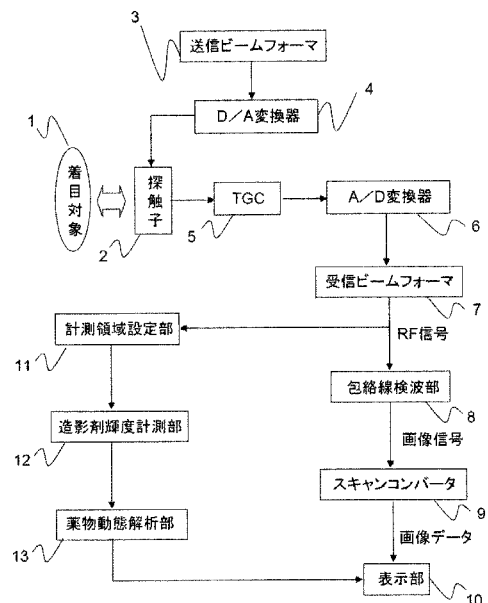 3
送信ビームフォーマ
4
D/A変換器
1
着目対象
探触子
2
TGC
5
A/D変換器
6
受信ビームフォーマ
7
RF信号
計測領域設定部
11
包絡線検波部
8
画像信号
造影剤輝度計測部
12
スキャンコンバータ
9
画像データ
薬物動態解析部
13
表示部
10